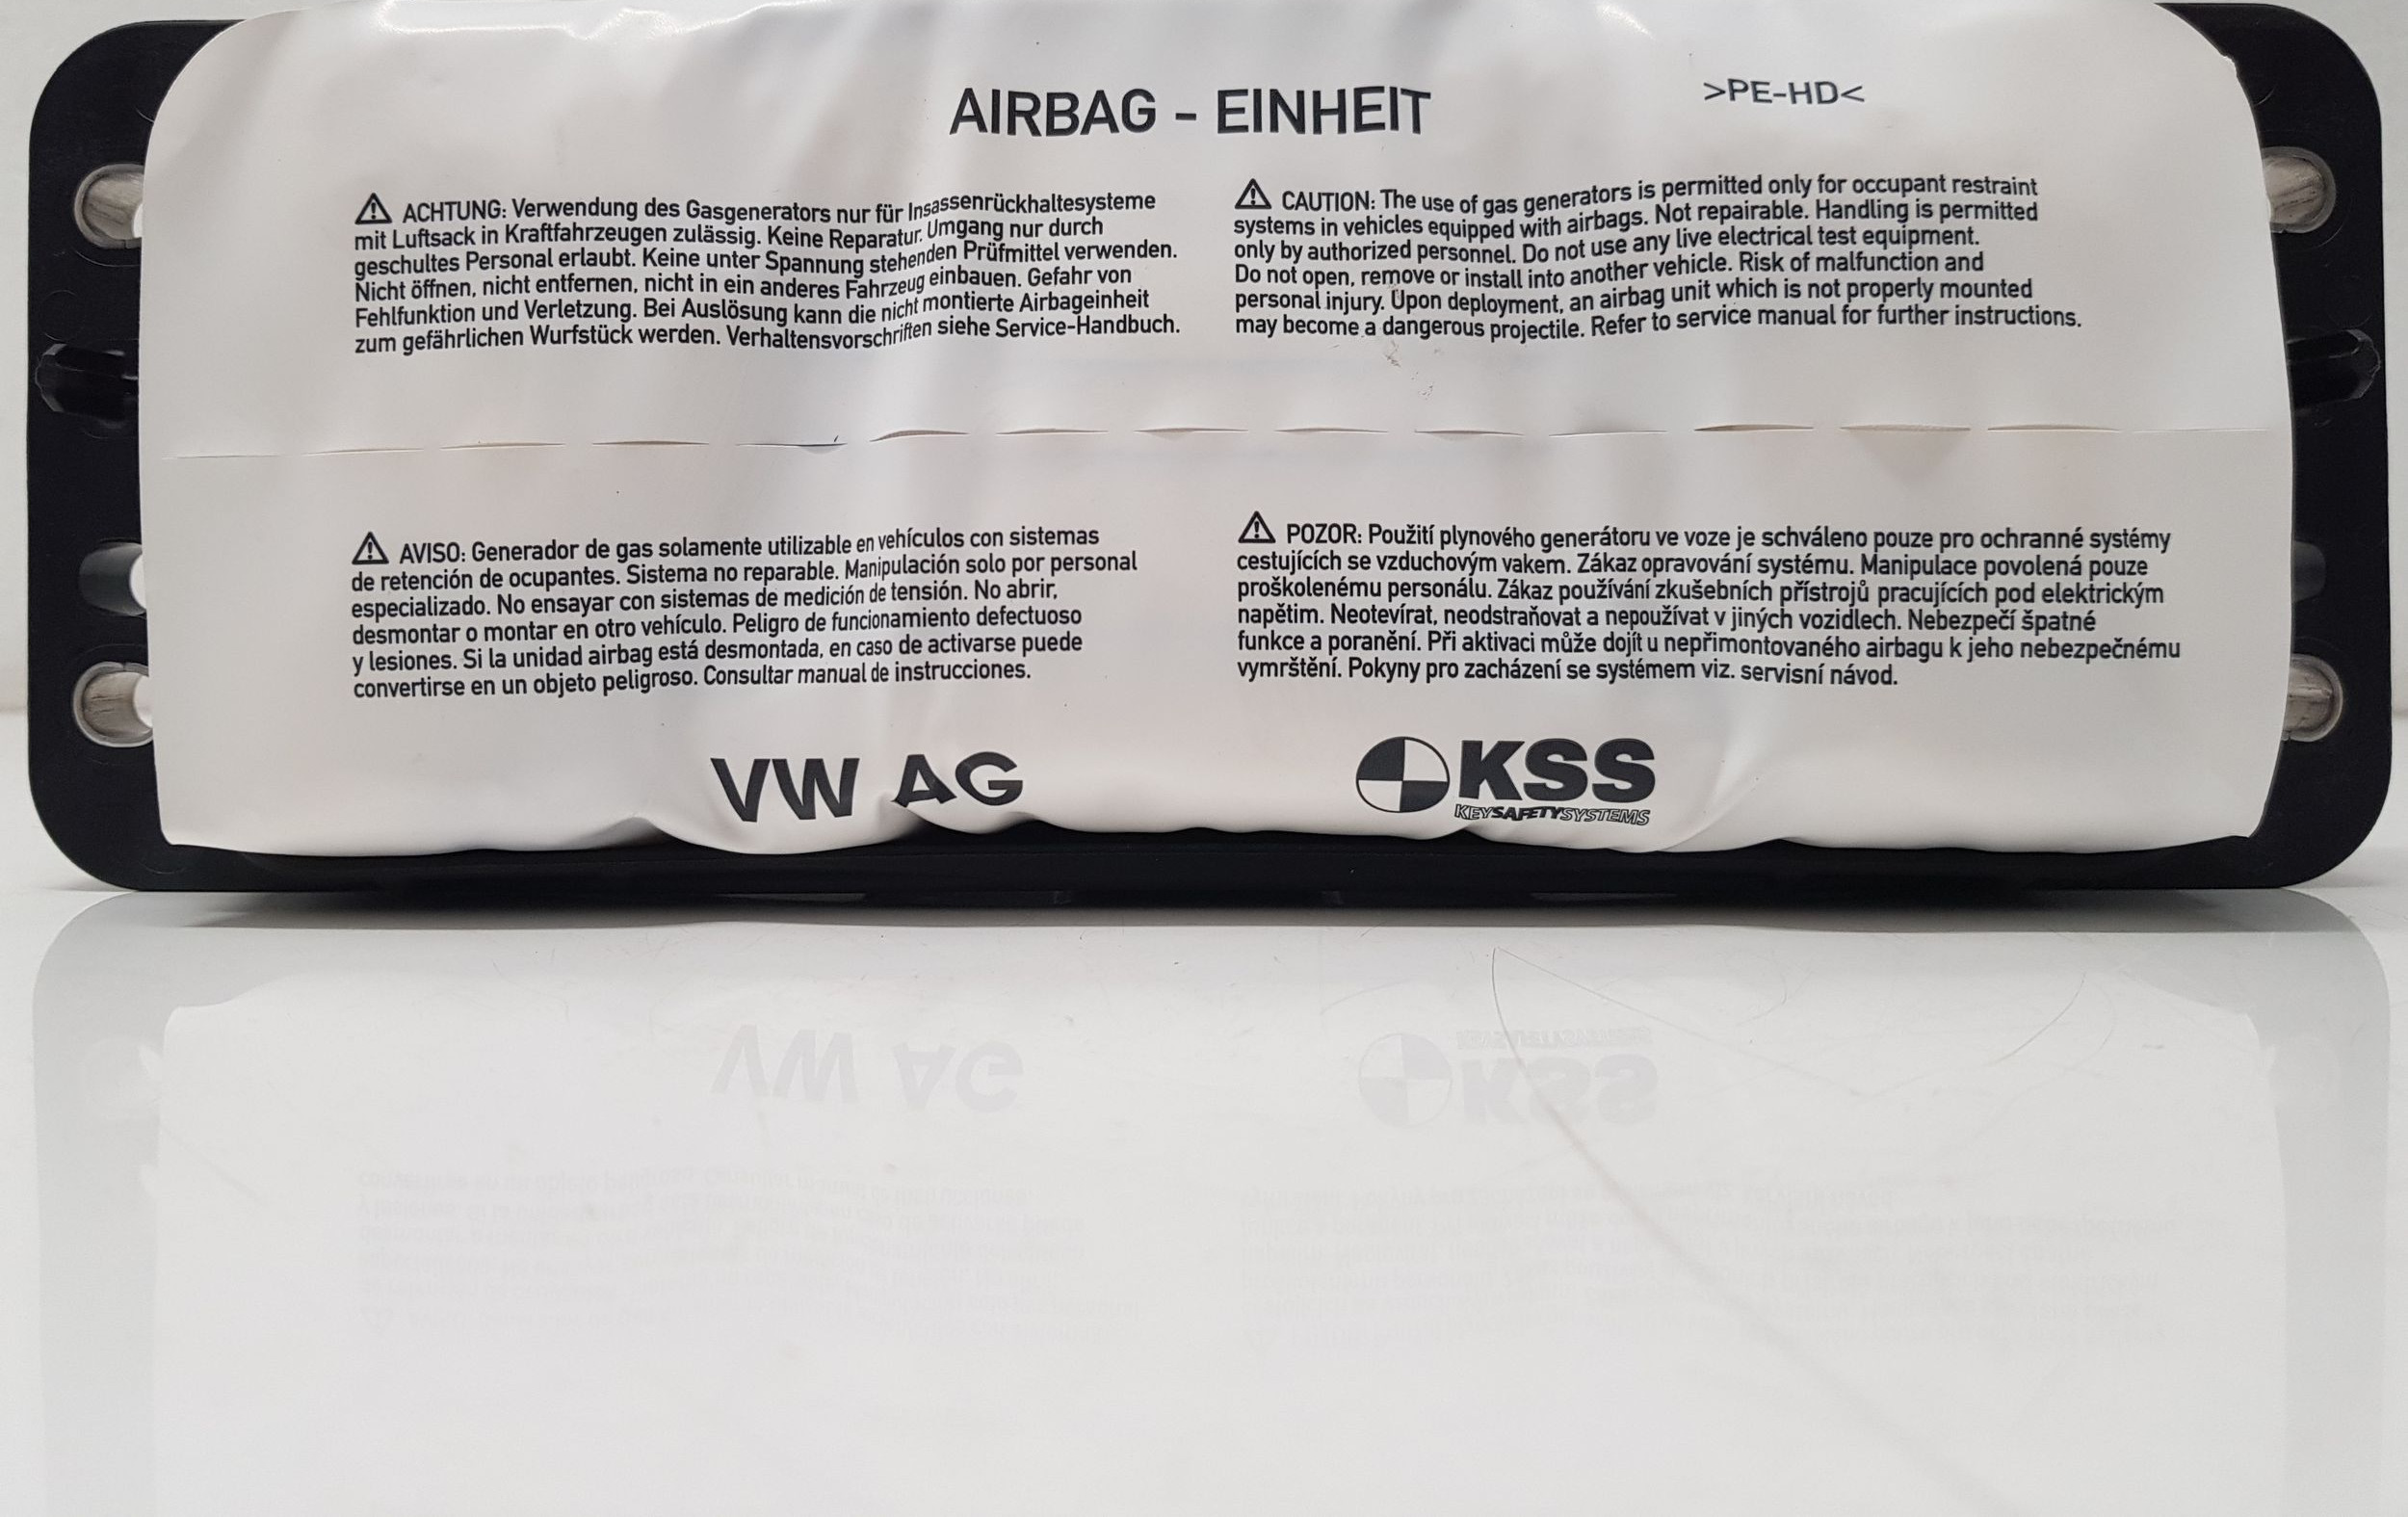 AIRBAG - EINHEIT
>PE-HD<
ACHTUNG: Verwendung des Gasgenerators nur für Insassenrückhaltesysteme
mit Luftsack in Kraftfahrzeugen zulässig. Keine Reparatur. Umgang nur durch
geschultes Personal erlaubt. Keine unter Spannung stehenden Prüfmittel verwenden.
Nicht öffnen, nicht entfernen, nicht in ein anderes Fahrzeug einbauen. Gefahr von
Fehlfunktion und Verletzung. Bei Auslösung kann die nicht montierte Airbageinheit
zum gefährlichen Wurfstück werden. Verhaltensvorschriften siehe Service-Handbuch.
CAUTION: The use of gas generators is permitted only for occupant restraint
systems in vehicles equipped with airbags. Not repairable. Handling is permitted
only by authorized personnel. Do not use any live electrical test equipment.
Do not open, remove or install into another vehicle. Risk of malfunction and
personal injury. Upon deployment, an airbag unit which is not properly mounted
may become a dangerous projectile. Refer to service manual for further instructions.
AVISO: Generador de gas solamente utilizable en vehículos con sistemas
de retención de ocupantes. Sistema no reparable. Manipulación solo por personal
especializado. No ensayar con sistemas de medición de tensión. No abrir,
desmontar o montar en otro vehículo. Peligro de funcionamiento defectuoso
y lesiones. Si la unidad airbag está desmontada, en caso de activarse puede
convertirse en un objeto peligroso. Consultar manual de instrucciones.
POZOR: Použití plynového generátoru ve voze je schváleno pouze pro ochranné systémy
cestujících se vzduchovým vakem. Zákaz opravování systému. Manipulace povolená pouze
proškolenému personálu. Zákaz používání zkušebních přístrojů pracujících pod elektrickým
napětim. Neotevírat, neodstraňovat a nepoužívat v jiných vozidlech. Nebezpečí špatné
funkce a poranění. Při aktivaci může dojít u nepřimontovaného airbagu k jeho nebezpečnému
vymrštění. Pokyny pro zacházení se systémem viz. servisní návod.
VW AG
KSS
KEYSAFETYSYSTEMS